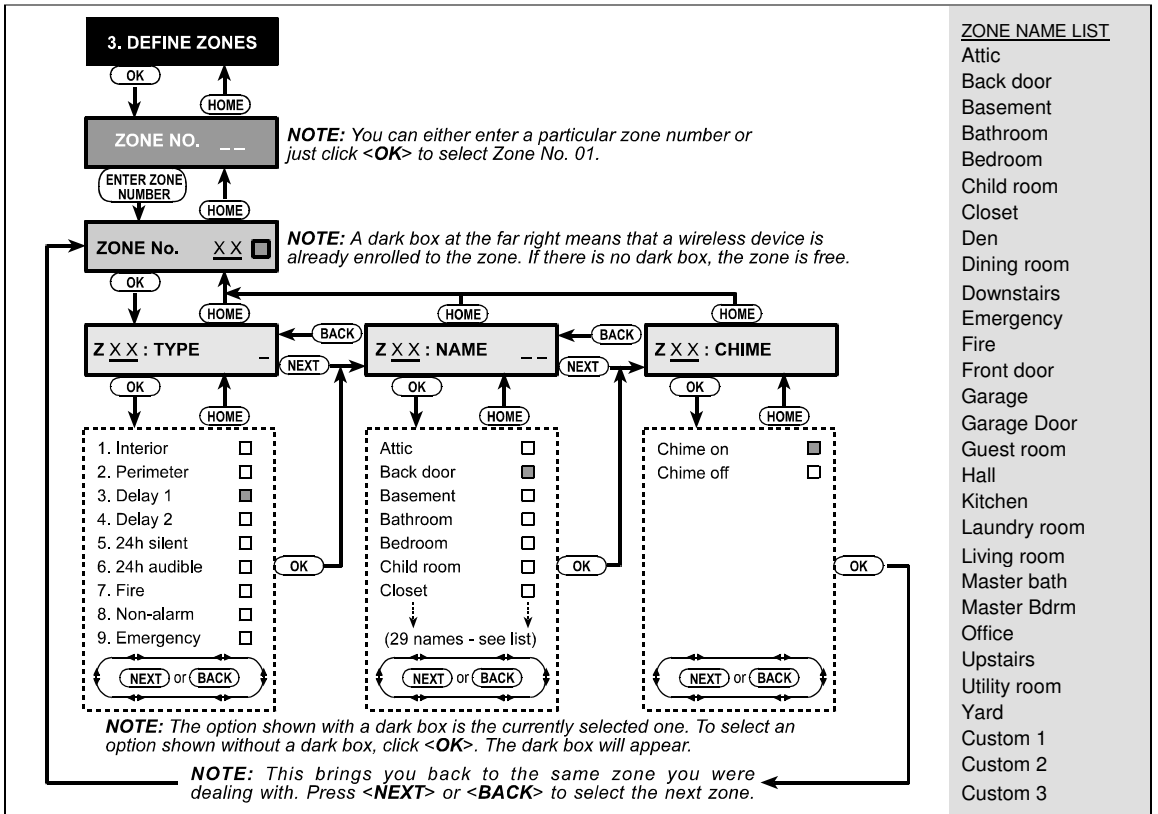 3. DEFINE ZONES
OK
HOME
ZONE NO. _ _
NOTE: You can either enter a particular zone number or
just click <OK> to select Zone No. 01.
ENTER ZONE
NUMBER
HOME
ZONE No. XX
NOTE: A dark box at the far right means that a wireless device is
already enrolled to the zone. If there is no dark box, the zone is free.
OK
HOME
HOME
HOME
Z XX : TYPE _
BACK
NEXT
Z XX : NAME _ _
BACK
NEXT
Z XX : CHIME
OK
HOME
OK
HOME
OK
HOME
1. Interior
2. Perimeter
3. Delay 1
4. Delay 2
5. 24h silent
6. 24h audible
7. Fire
8. Non-alarm
9. Emergency
NEXT or BACK
OK
Attic
Back door
Basement
Bathroom
Bedroom
Child room
Closet
(29 names - see list)
NEXT or BACK
OK
Chime on
Chime off
NEXT or BACK
OK
NOTE: The option shown with a dark box is the currently selected one. To select an
option shown without a dark box, click <OK>. The dark box will appear.
NOTE: This brings you back to the same zone you were
dealing with. Press <NEXT> or <BACK> to select the next zone.
ZONE NAME LIST
Attic
Back door
Basement
Bathroom
Bedroom
Child room
Closet
Den
Dining room
Downstairs
Emergency
Fire
Front door
Garage
Garage Door
Guest room
Hall
Kitchen
Laundry room
Living room
Master bath
Master Bdrm
Office
Upstairs
Utility room
Yard
Custom 1
Custom 2
Custom 3